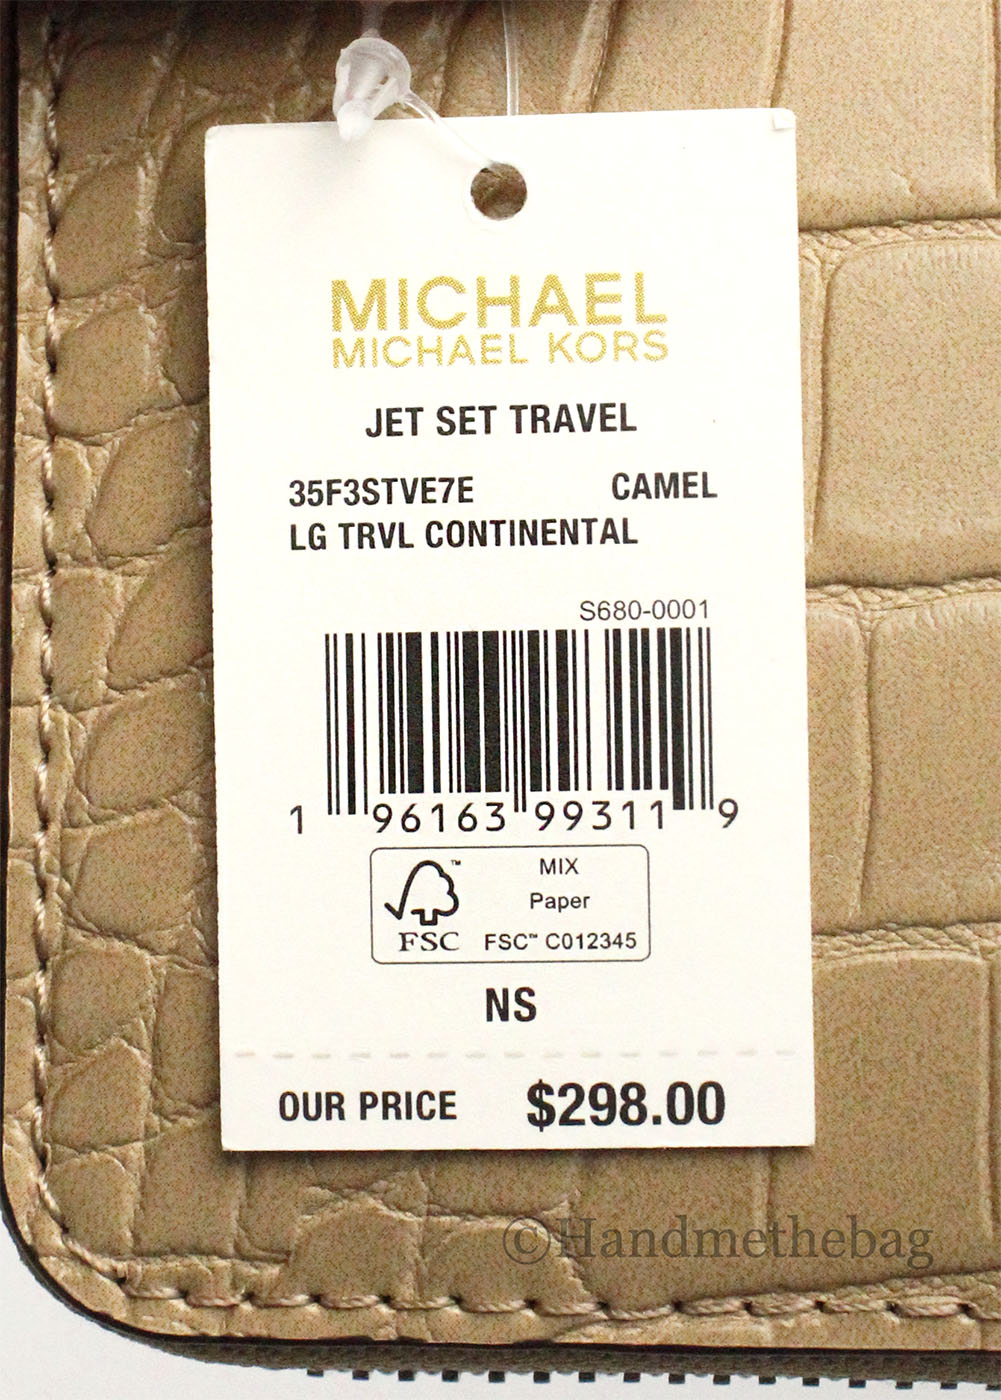 MICHAEL
MICHAEL KORS
JET SET TRAVEL
35F3STVE7E CAMEL
LG TRVL CONTINENTAL
S680-0001
1 96163 99311 9
FSC™
MIX
Paper
FSC™ C012345
NS
OUR PRICE $298.00
©Handmethebag